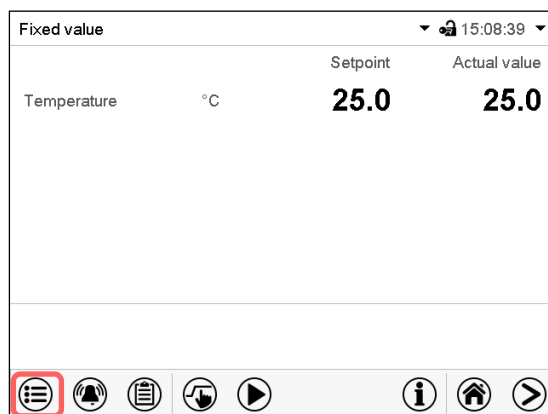 Fixed value 15:08:39
Setpoint Actual value
Temperature °C 25.0 25.0